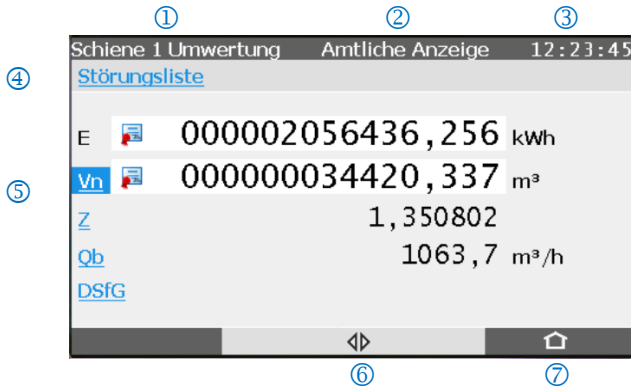 ① ② ③
Schiene 1 Umwertung Amtliche Anzeige 12:23:45
④ Störungsliste
E 000002056436,256 kWh
⑤ Vn 000000034420,337 m³
Z 1,350802
Qb 1063,7 m³/h
DSfG
⑥ ⑦